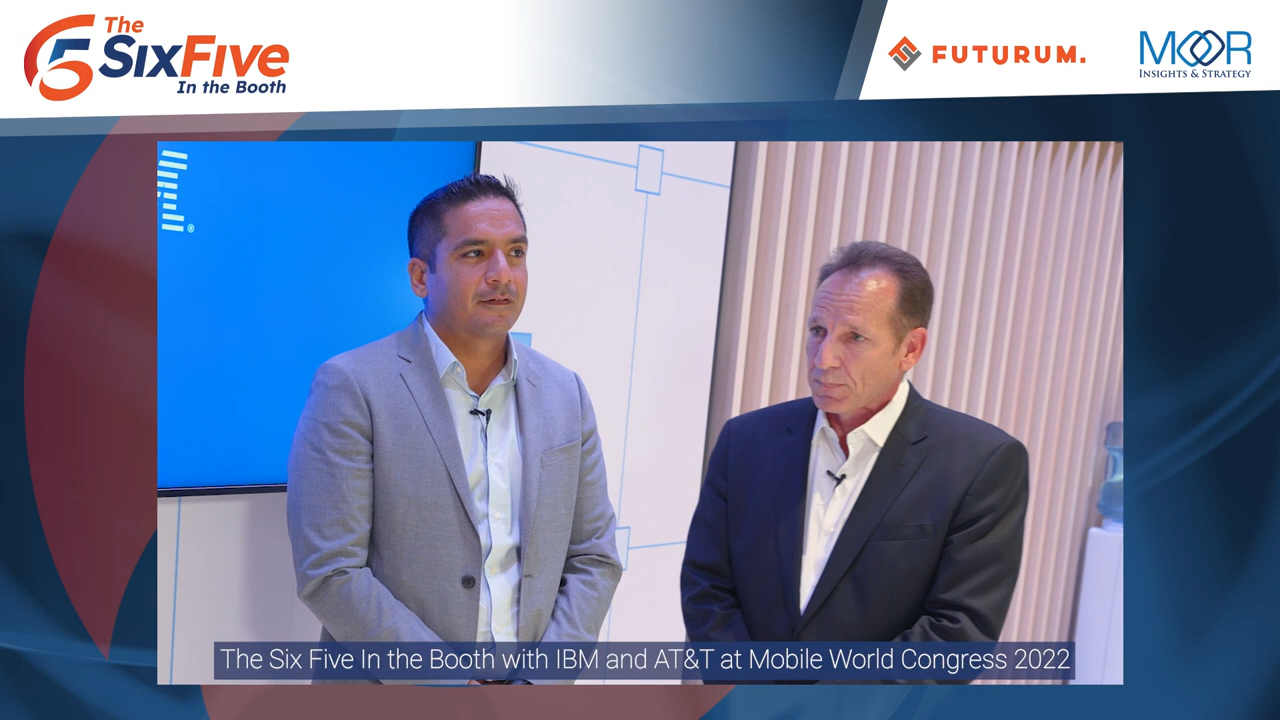 The
SixFive
In the Booth
FUTURUM.
MOOR
INSIGHTS & STRATEGY
The Six Five In the Booth with IBM and AT&T at Mobile World Congress 2022